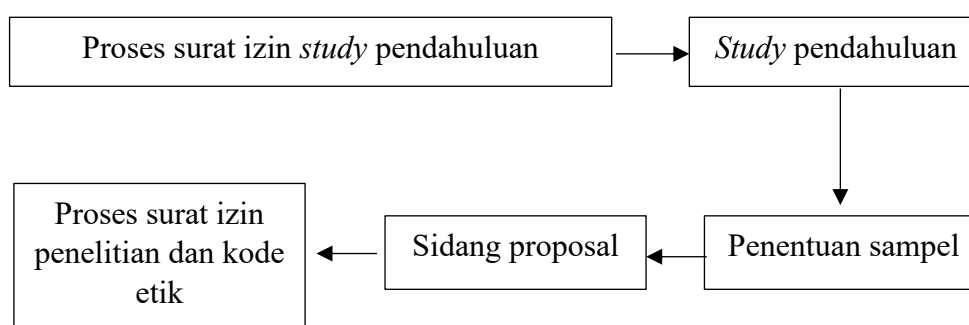 Proses surat izin study pendahuluan
Study pendahuluan
Penentuan sampel
Sidang proposal
Proses surat izin
penelitian dan kode
etik